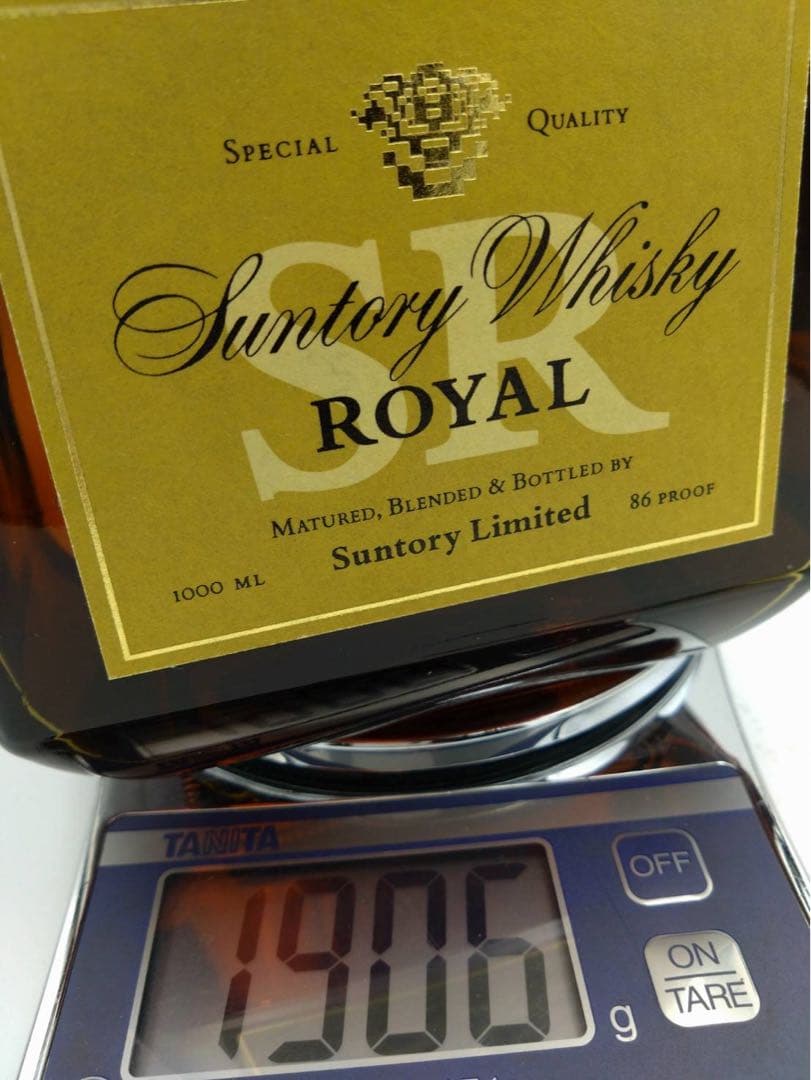 SPECIAL QUALITY
SR
Suntory Whisky
ROYAL
MATURED, BLENDED & BOTTLED BY
Suntory Limited
86 PROOF
1000 ML
TANITA
OFF
1906 g
ON
TARE